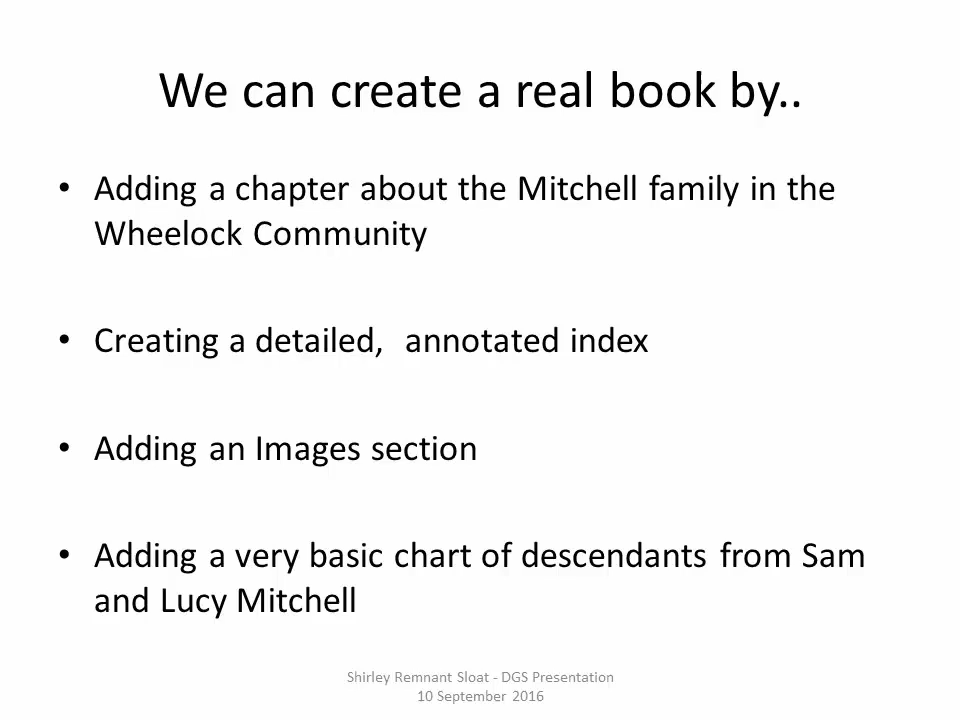 We can create a real book by..
• Adding a chapter about the Mitchell family in the
Wheelock Community
• Creating a detailed,  annotated index
• Adding an Images section
• Adding a very basic chart of descendants from Sam
and Lucy Mitchell
Shirley Remnant Sloat - DGS Presentation
10 September 2016